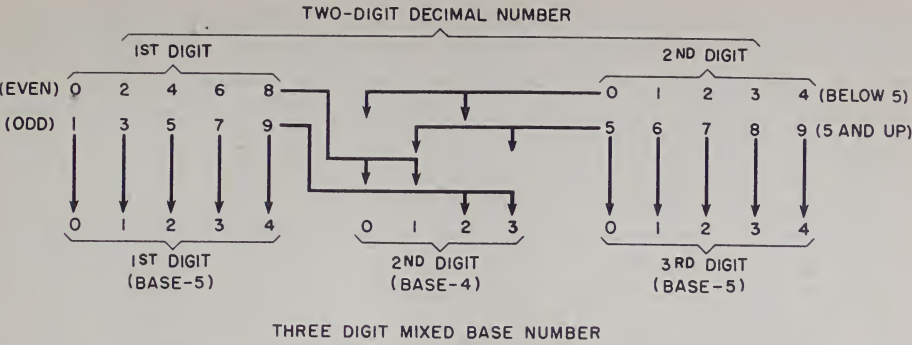 TWO-DIGIT DECIMAL NUMBER
1ST DIGIT 2ND DIGIT
(EVEN) 0 2 4 6 8 0 1 2 3 4 (BELOW 5)
(ODD) 1 3 5 7 9 5 6 7 8 9 (5 AND UP)
0 1 2 3 4 0 1 2 3 0 1 2 3 4
1ST DIGIT 2ND DIGIT 3RD DIGIT
(BASE-5) (BASE-4) (BASE-5)
THREE DIGIT MIXED BASE NUMBER